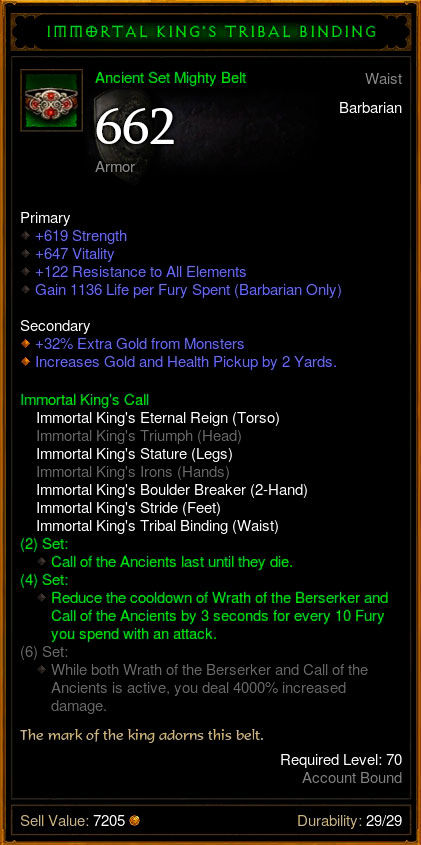 IMMORTAL KING'S TRIBAL BINDING
Ancient Set Mighty Belt
Waist
662
Barbarian
Armor
Primary
+619 Strength
+647 Vitality
+122 Resistance to All Elements
Gain 1136 Life per Fury Spent (Barbarian Only)
Secondary
+32% Extra Gold from Monsters
Increases Gold and Health Pickup by 2 Yards.
Immortal King's Call
Immortal King's Eternal Reign (Torso)
Immortal King's Triumph (Head)
Immortal King's Stature (Legs)
Immortal King's Irons (Hands)
Immortal King's Boulder Breaker (2-Hand)
Immortal King's Stride (Feet)
Immortal King's Tribal Binding (Waist)
(2) Set:
Call of the Ancients last until they die.
(4) Set:
Reduce the cooldown of Wrath of the Berserker and
Call of the Ancients by 3 seconds for every 10 Fury
you spend with an attack.
(6) Set:
While both Wrath of the Berserker and Call of the
Ancients is active, you deal 4000% increased
damage.
The mark of the king adorns this belt.
Required Level: 70
Account Bound
Sell Value: 7205
Durability: 29/29